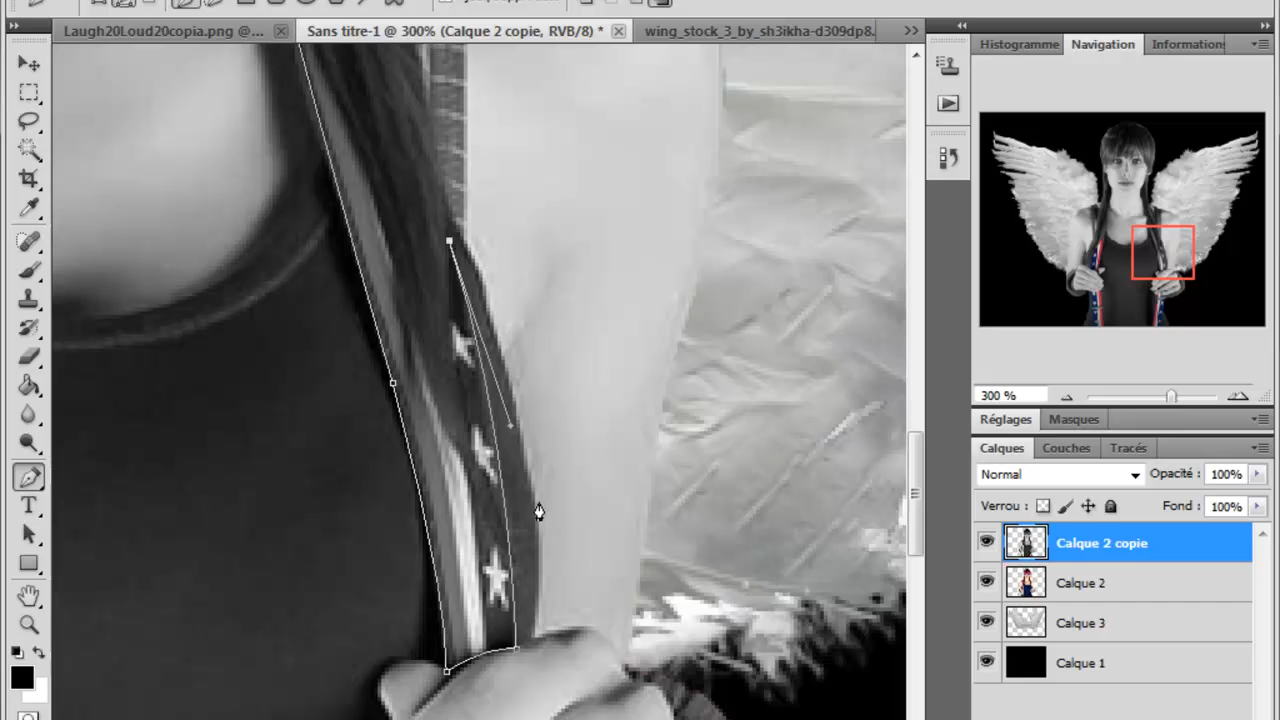 Laugh20Loud20copia.png @...
Sans titre-1 @ 300% (Calque 2 copie, RVB/8) *
wing_stock_3_by_sh3ikha-d309dp8.
Histogramme
Navigation
Information
300 %
Réglages
Masques
Calques
Couches
Tracés
Normal
Opacité :
100%
Verrou :
Fond :
100%
Calque 2 copie
Calque 2
Calque 3
Calque 1